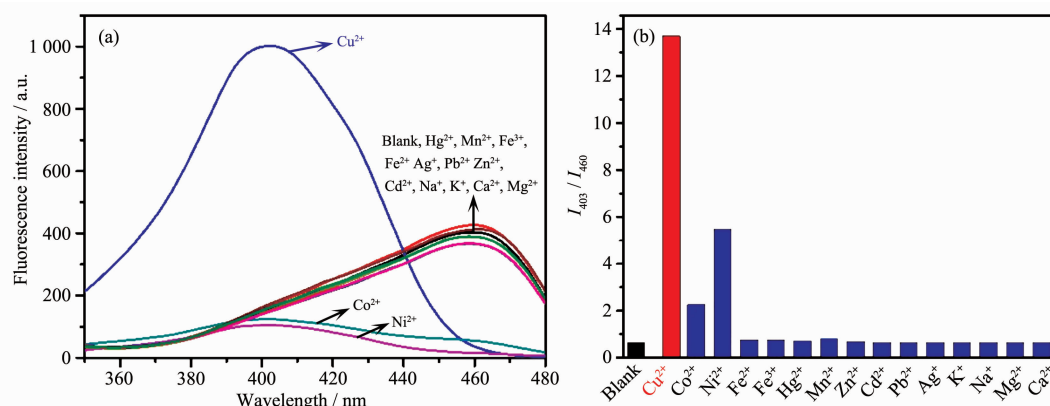 (a)
Cu²⁺
Blank, Hg²⁺, Mn²⁺, Fe³⁺,
Fe²⁺ Ag⁺, Pb²⁺ Zn²⁺,
Cd²⁺, Na⁺, K⁺, Ca²⁺, Mg²⁺
Co²⁺
Ni²⁺
1 000
800
600
400
200
0
Fluorescence intensity / a.u.
360 380 400 420 440 460 480
Wavelength / nm
(b)
14
12
10
8
6
4
2
0
I₄₀₃ / I₄₆₀
Blank Cu²⁺ Co²⁺ Ni²⁺ Fe²⁺ Fe³⁺ Hg²⁺ Mn²⁺ Zn²⁺ Cd²⁺ Pb²⁺ Ag⁺ K⁺ Na⁺ Mg²⁺ Ca²⁺